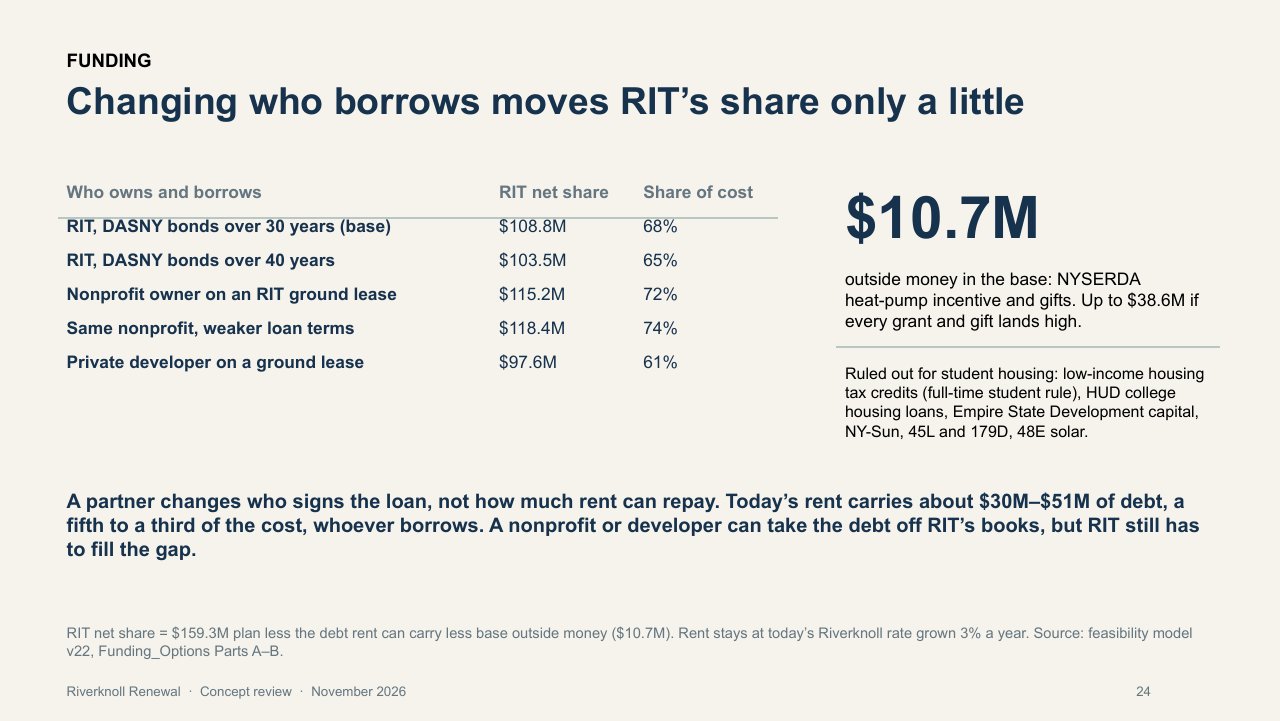 FUNDING
Changing who borrows moves RIT’s share only a little
Who owns and borrows RIT net share Share of cost
RIT, DASNY bonds over 30 years (base) $108.8M 68%
RIT, DASNY bonds over 40 years $103.5M 65%
Nonprofit owner on an RIT ground lease $115.2M 72%
Same nonprofit, weaker loan terms $118.4M 74%
Private developer on a ground lease $97.6M 61%
$10.7M
outside money in the base: NYSERDA
heat-pump incentive and gifts. Up to $38.6M if
every grant and gift lands high.
Ruled out for student housing: low-income housing
tax credits (full-time student rule), HUD college
housing loans, Empire State Development capital,
NY-Sun, 45L and 179D, 48E solar.
A partner changes who signs the loan, not how much rent can repay. Today’s rent carries about $30M–$51M of debt, a
fifth to a third of the cost, whoever borrows. A nonprofit or developer can take the debt off RIT’s books, but RIT still has
to fill the gap.
RIT net share = $159.3M plan less the debt rent can carry less base outside money ($10.7M). Rent stays at today’s Riverknoll rate grown 3% a year. Source: feasibility model
v22, Funding_Options Parts A–B.
Riverknoll Renewal · Concept review · November 2026 24